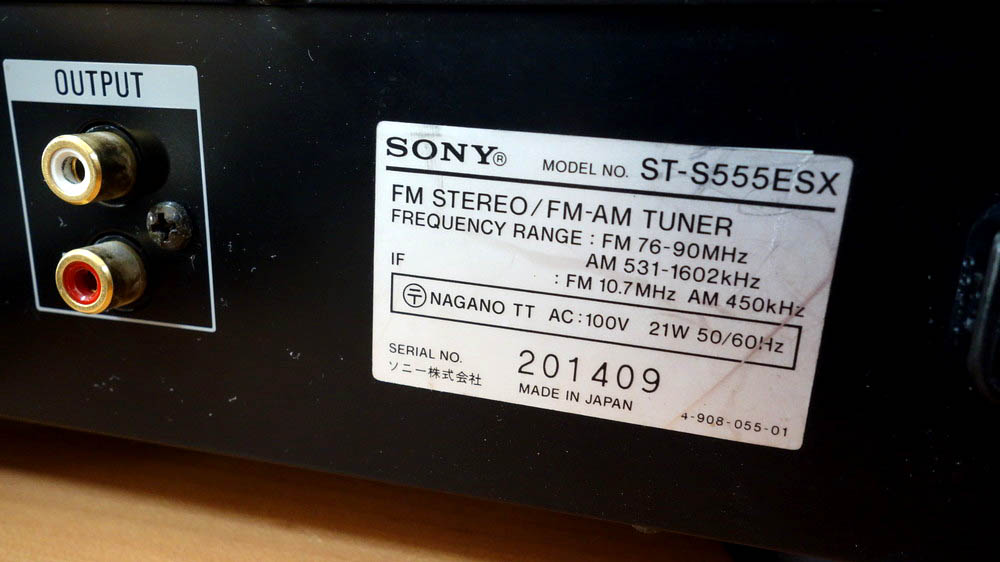 OUTPUT
SONY® MODEL NO. ST-S555ESX
FM STEREO/FM-AM TUNER
FREQUENCY RANGE : FM 76-90MHz
AM 531-1602kHz
IF : FM 10.7MHz AM 450kHz
〶 NAGANO TT AC:100V 21W 50/60Hz
SERIAL NO. 201409
ソニー株式会社 MADE IN JAPAN
4-908-055-01